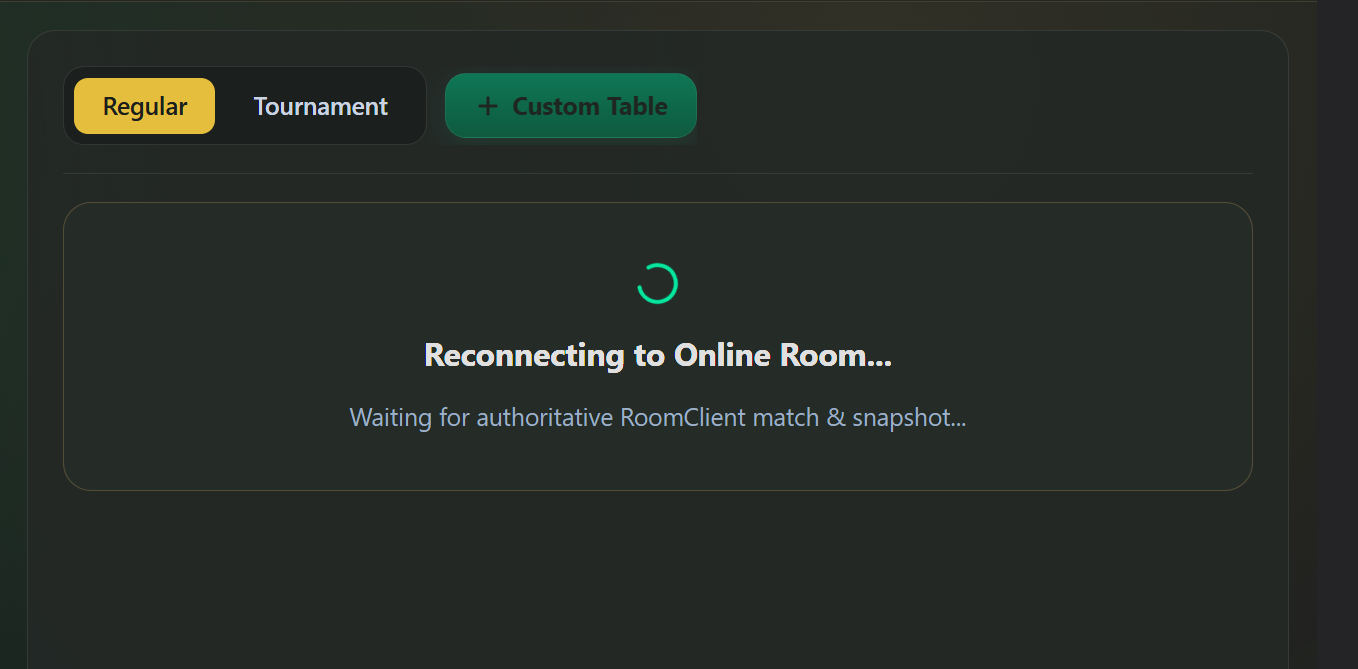 Regular
Tournament
+ Custom Table
Reconnecting to Online Room...
Waiting for authoritative RoomClient match & snapshot...